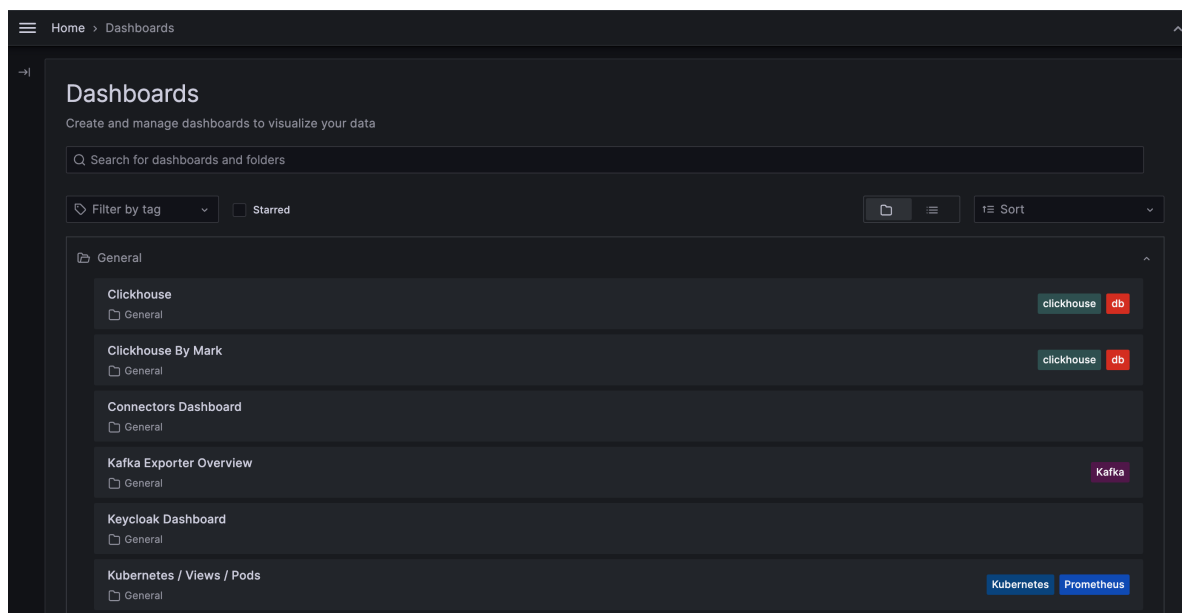 Home › Dashboards
Dashboards
Create and manage dashboards to visualize your data
Search for dashboards and folders
Filter by tag
Starred
Sort
General
Clickhouse
General
clickhouse db
Clickhouse By Mark
General
clickhouse db
Connectors Dashboard
General
Kafka Exporter Overview
General
Kafka
Keycloak Dashboard
General
Kubernetes / Views / Pods
General
Kubernetes Prometheus